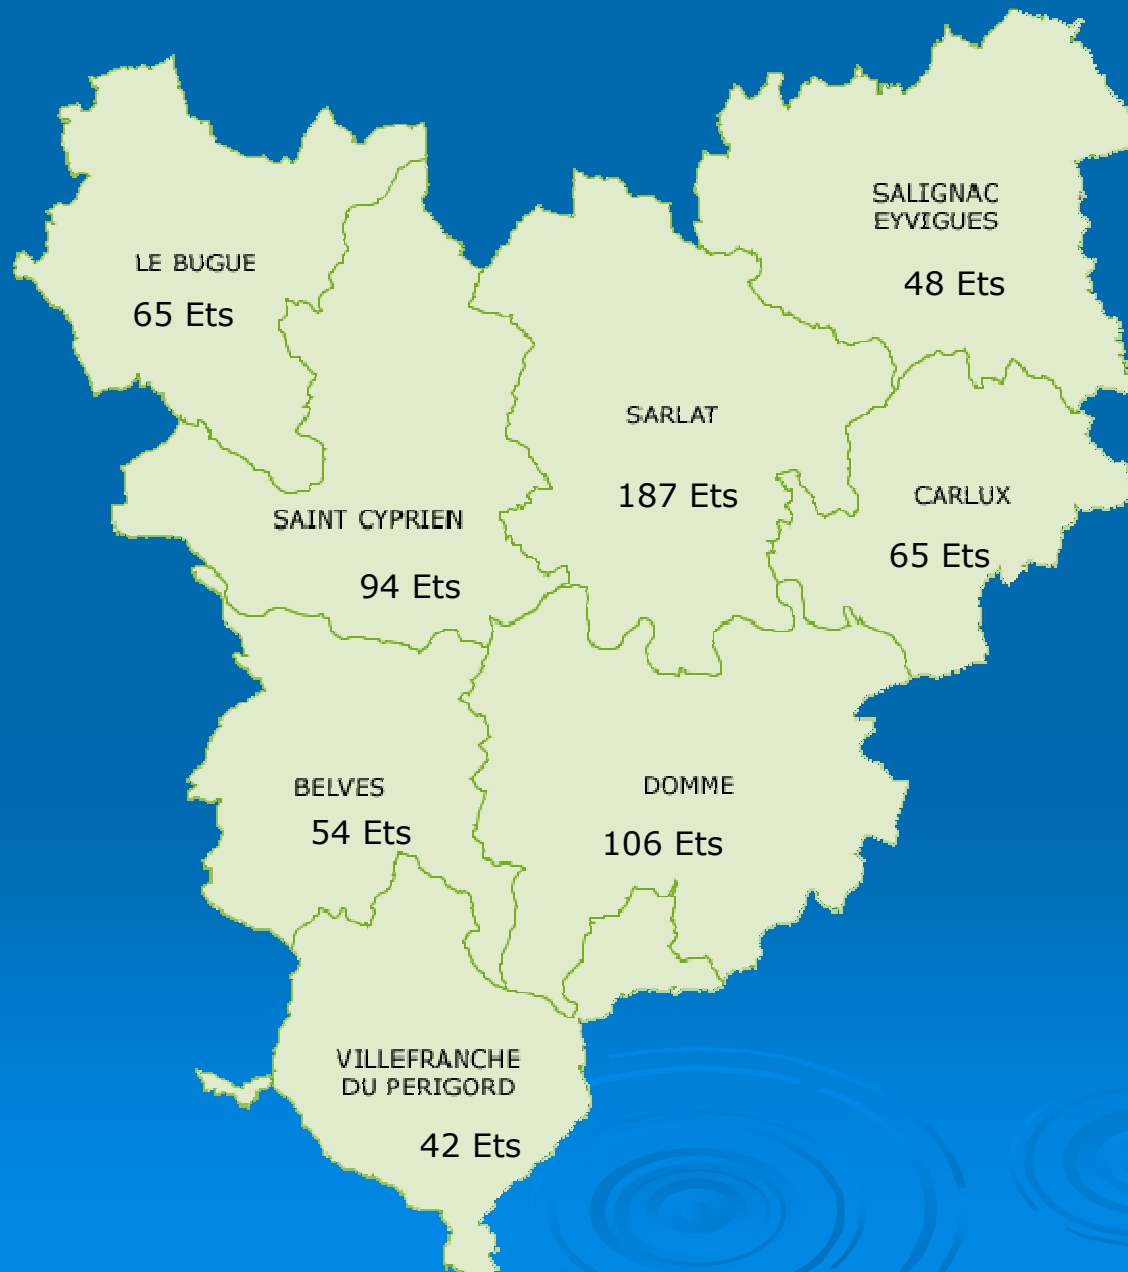 SALIGNAC
EYVIGUES
48 Ets
LE BUGUE
65 Ets
SARLAT
187 Ets
CARLUX
65 Ets
SAINT CYPRIEN
94 Ets
BELVES
54 Ets
DOMME
106 Ets
VILLEFRANCHE
DU PERIGORD
42 Ets